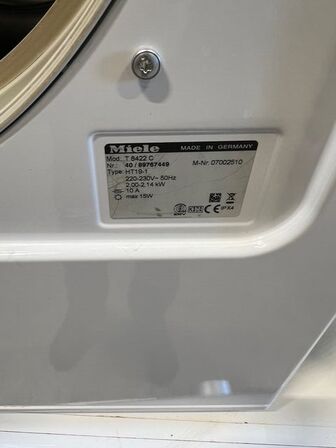 Miele MADE IN GERMANY
Mod. T 8422 C M-Nr. 07002510
Nr. 40 / 89767449
Type: HT19-1
220-230V~ 50Hz
2,00-2,14 kW
10 A
max 15W
CE IPX4